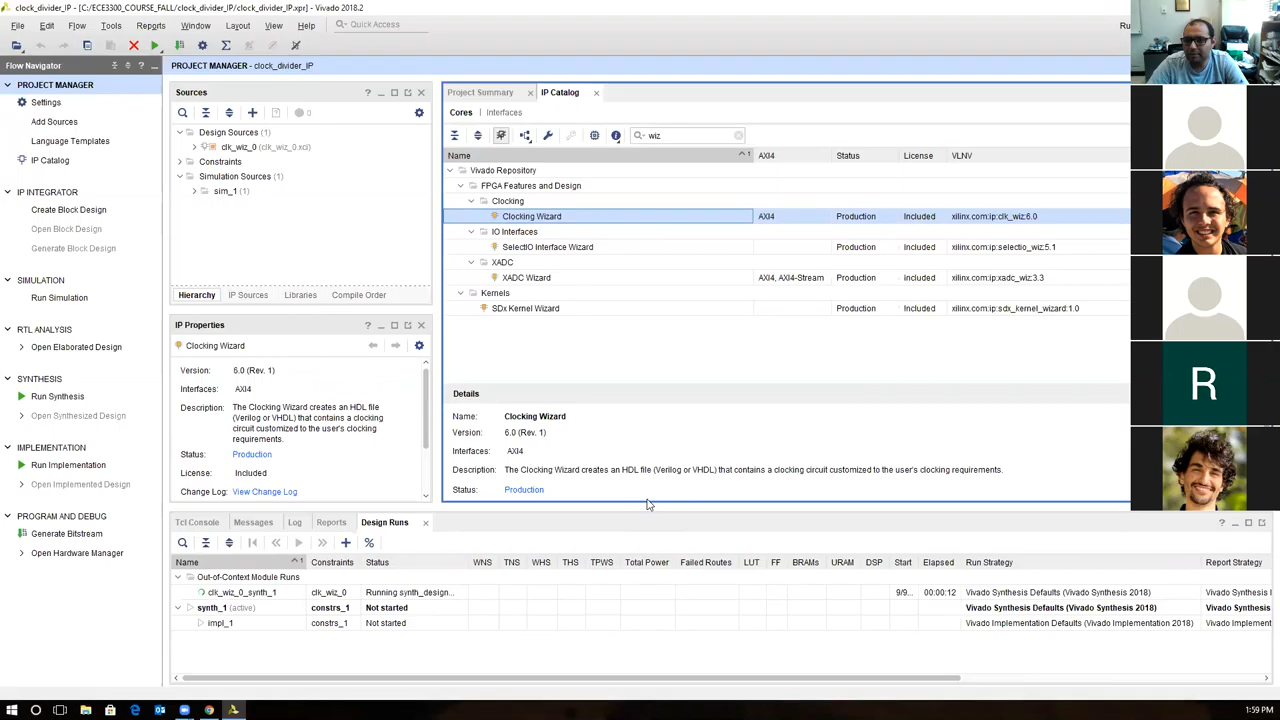 clock_divider_IP - [C:/ECE3300_COURSE_FALL/clock_divider_IP/clock_divider_IP.xpr] - Vivado 2018.2
File Edit Flow Tools Reports Window Layout View Help Quick Access Ru
Flow Navigator
PROJECT MANAGER
Settings
Add Sources
Language Templates
IP Catalog
IP INTEGRATOR
Create Block Design
Open Block Design
Generate Block Design
SIMULATION
Run Simulation
RTL ANALYSIS
Open Elaborated Design
SYNTHESIS
Run Synthesis
Open Synthesized Design
IMPLEMENTATION
Run Implementation
Open Implemented Design
PROGRAM AND DEBUG
Generate Bitstream
Open Hardware Manager
PROJECT MANAGER - clock_divider_IP
Sources
0
Design Sources (1)
clk_wiz_0 (clk_wiz_0.xci)
Constraints
Simulation Sources (1)
sim_1 (1)
Hierarchy IP Sources Libraries Compile Order
IP Properties
Clocking Wizard
Version: 6.0 (Rev. 1)
Interfaces: AXI4
Description: The Clocking Wizard creates an HDL file
(Verilog or VHDL) that contains a clocking
circuit customized to the user's clocking
requirements.
Status: Production
License: Included
Change Log: View Change Log
Project Summary IP Catalog
Cores Interfaces
wiz
Name AXI4 Status License VLNV
Vivado Repository
FPGA Features and Design
Clocking
Clocking Wizard AXI4 Production Included xilinx.com:ip:clk_wiz:6.0
IO Interfaces
SelectIO Interface Wizard Production Included xilinx.com:ip:selectio_wiz:5.1
XADC
XADC Wizard AXI4, AXI4-Stream Production Included xilinx.com:ip:xadc_wiz:3.3
Kernels
SDx Kernel Wizard Production Included xilinx.com:ip:sdx_kernel_wizard:1.0
Details
Name: Clocking Wizard
Version: 6.0 (Rev. 1)
Interfaces: AXI4
Description: The Clocking Wizard creates an HDL file (Verilog or VHDL) that contains a clocking circuit customized to the user's clocking requirements.
Status: Production
R
Tcl Console Messages Log Reports Design Runs
Name Constraints Status WNS TNS WHS THS TPWS Total Power Failed Routes LUT FF BRAMs URAM DSP Start Elapsed Run Strategy Report Strategy
Out-of-Context Module Runs
clk_wiz_0_synth_1 clk_wiz_0 Running synth_design... 9/9... 00:00:12 Vivado Synthesis Defaults (Vivado Synthesis 2018) Vivado Synthesis I
synth_1 (active) constrs_1 Not started Vivado Synthesis Defaults (Vivado Synthesis 2018) Vivado Synthesis
impl_1 constrs_1 Not started Vivado Implementation Defaults (Vivado Implementation 2018) Vivado Implement
1:59 PM